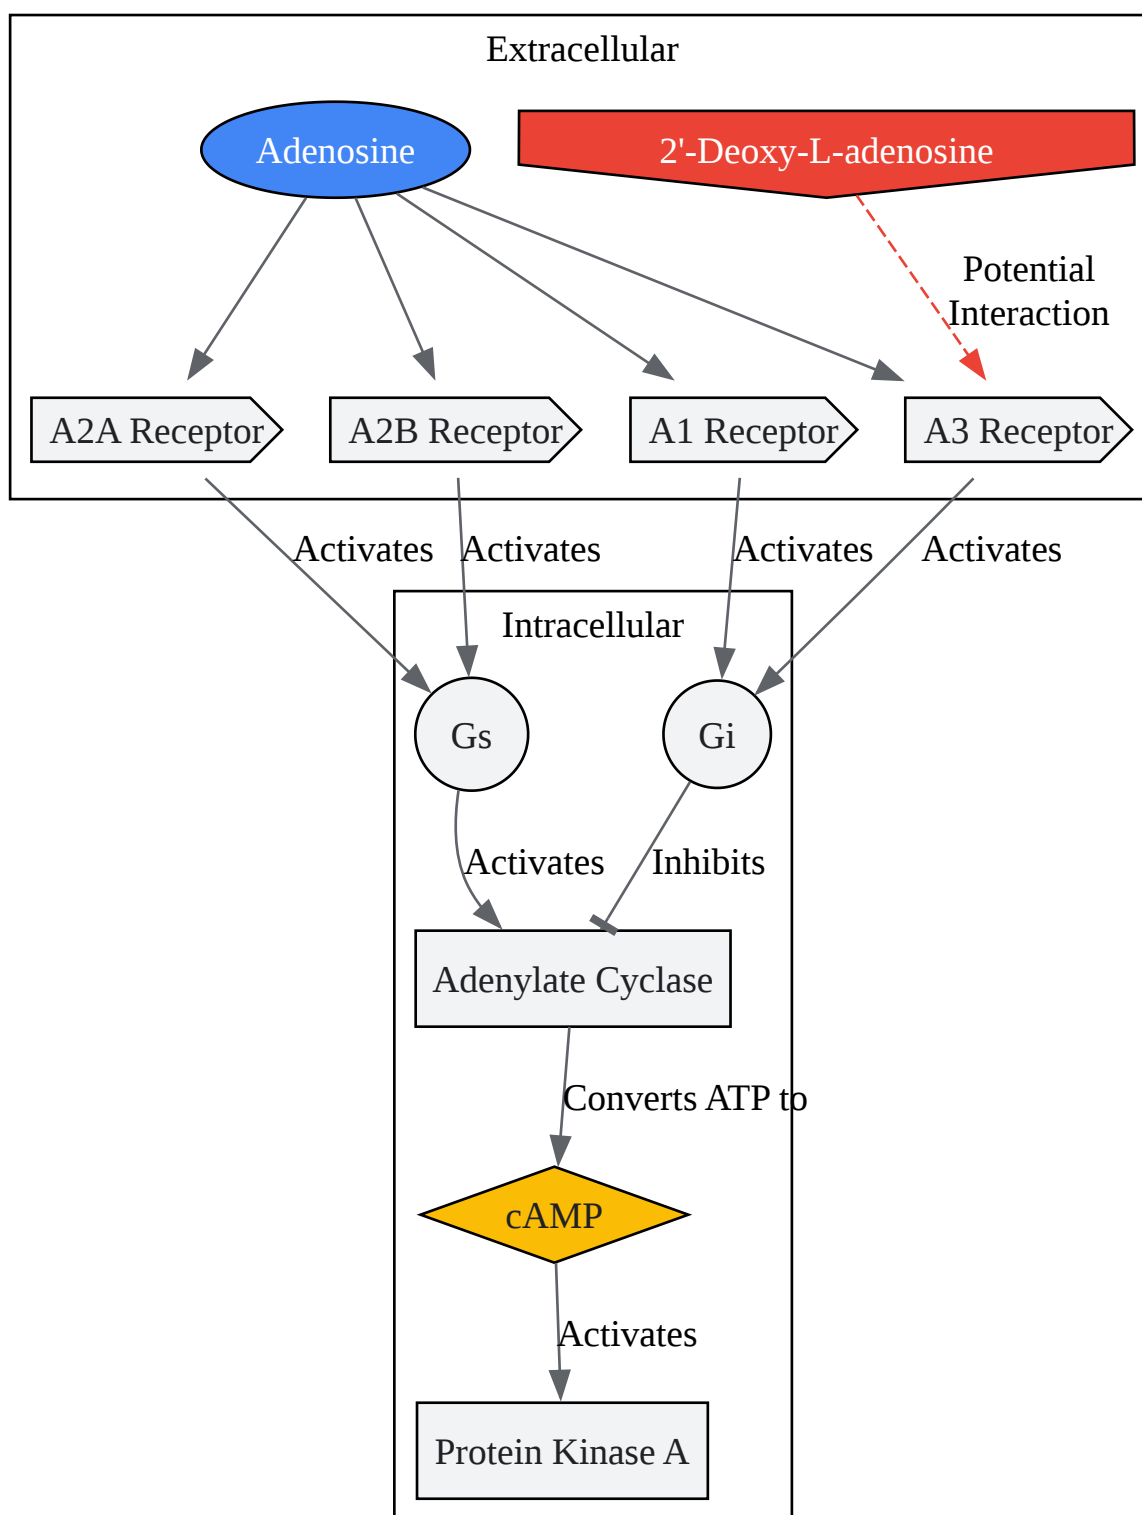 Extracellular
Adenosine
2'-Deoxy-L-adenosine
Potential
Interaction
A2A Receptor
A2B Receptor
A1 Receptor
A3 Receptor
Activates
Activates
Activates
Activates
Intracellular
Gs
Gi
Activates
Inhibits
Adenylate Cyclase
Converts ATP to
cAMP
Activates
Protein Kinase A